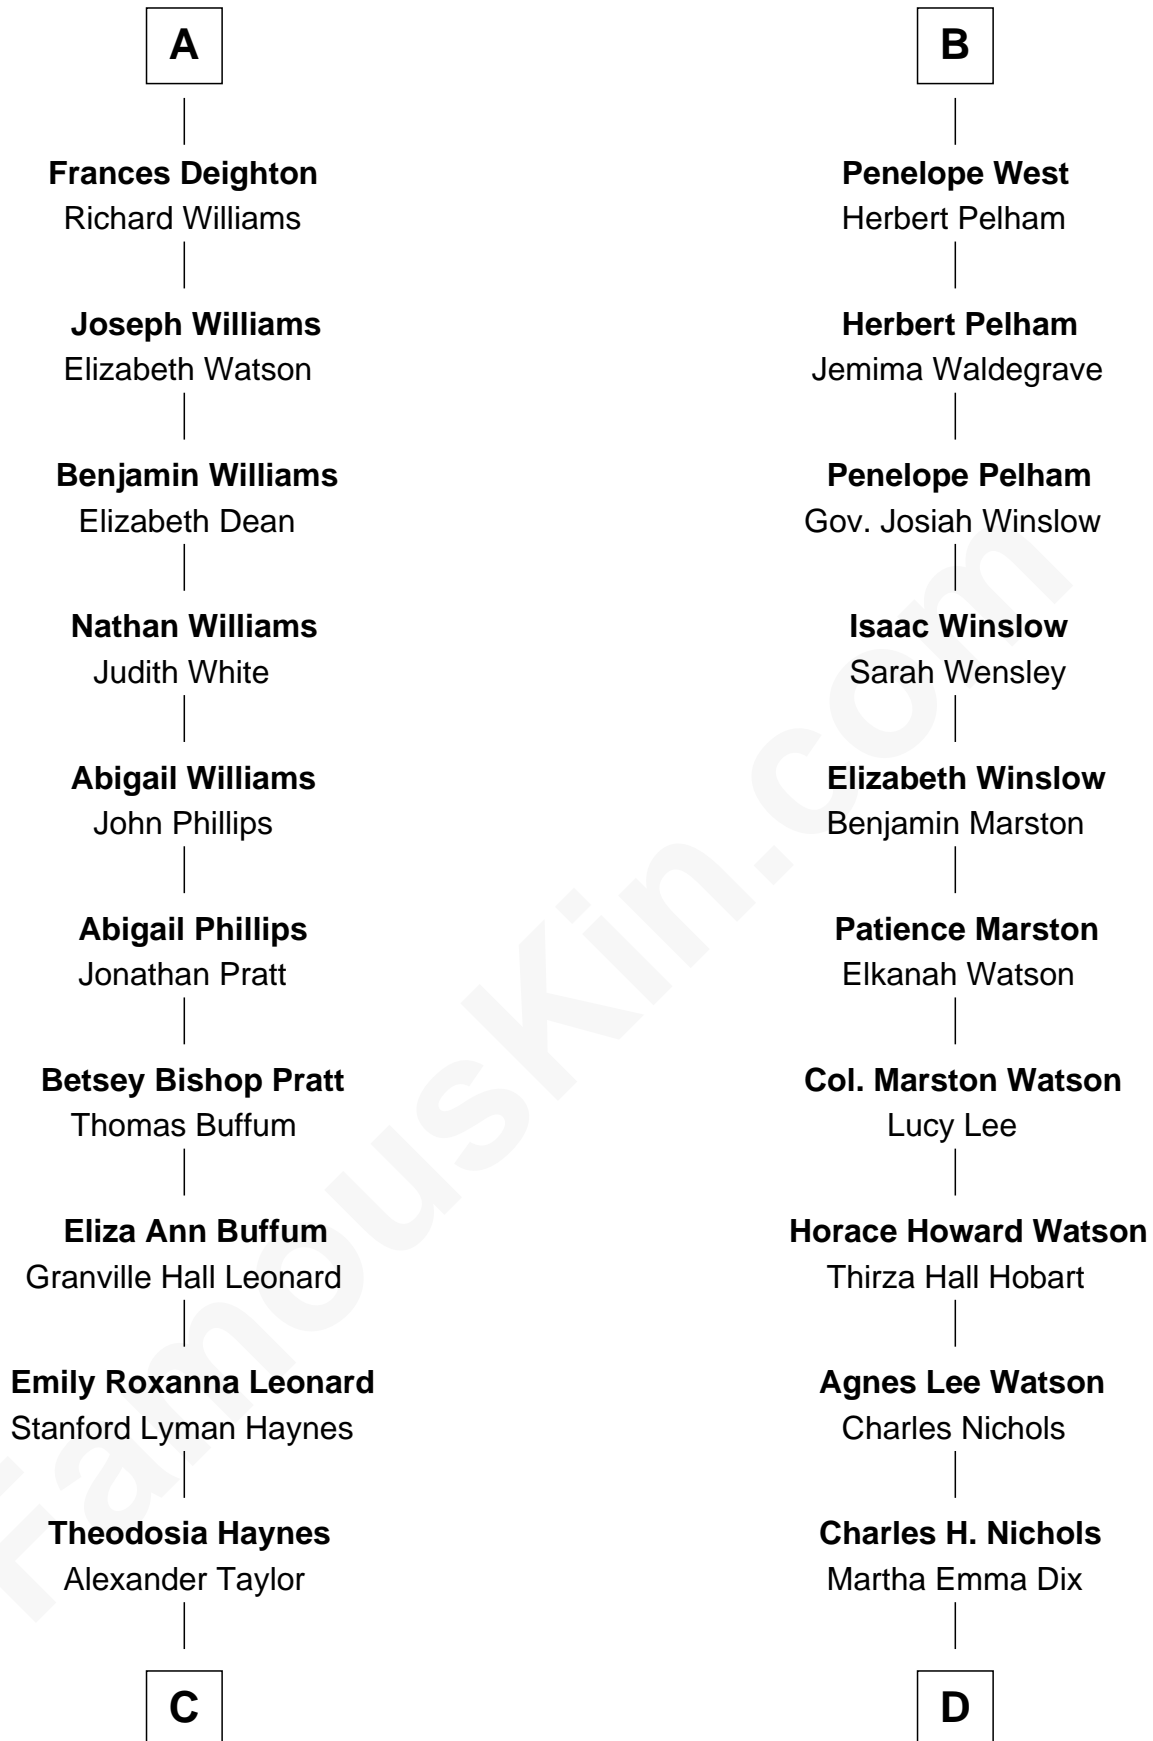 A
Frances Deighton
Richard Williams
Joseph Williams
Elizabeth Watson
Benjamin Williams
Elizabeth Dean
Nathan Williams
Judith White
Abigail Williams
John Phillips
Abigail Phillips
Jonathan Pratt
Betsey Bishop Pratt
Thomas Buffum
Eliza Ann Buffum
Granville Hall Leonard
Emily Roxanna Leonard
Stanford Lyman Haynes
Theodosia Haynes
Alexander Taylor
C
B
Penelope West
Herbert Pelham
Herbert Pelham
Jemima Waldegrave
Penelope Pelham
Gov. Josiah Winslow
Isaac Winslow
Sarah Wensley
Elizabeth Winslow
Benjamin Marston
Patience Marston
Elkanah Watson
Col. Marston Watson
Lucy Lee
Horace Howard Watson
Thirza Hall Hobart
Agnes Lee Watson
Charles Nichols
Charles H. Nichols
Martha Emma Dix
D
FamousKin.com